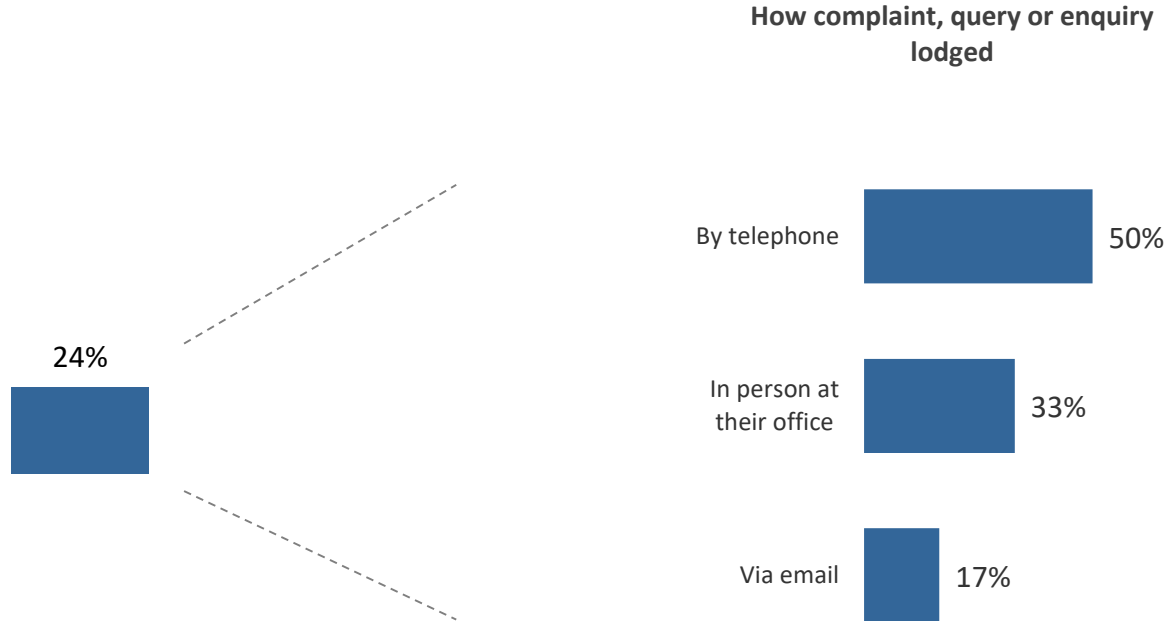 How complaint, query or enquiry
lodged
24%
By telephone
50%
In person at
their office
33%
Via email
17%